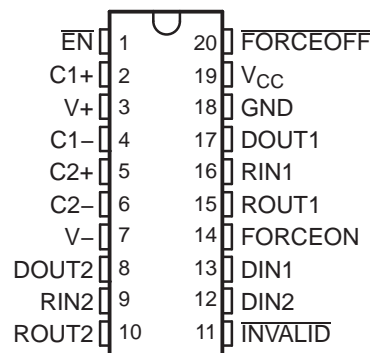 EN 1 20 FORCEOFF
C1+ 2 19 VCC
V+ 3 18 GND
C1− 4 17 DOUT1
C2+ 5 16 RIN1
C2− 6 15 ROUT1
V− 7 14 FORCEON
DOUT2 8 13 DIN1
RIN2 9 12 DIN2
ROUT2 10 11 INVALID